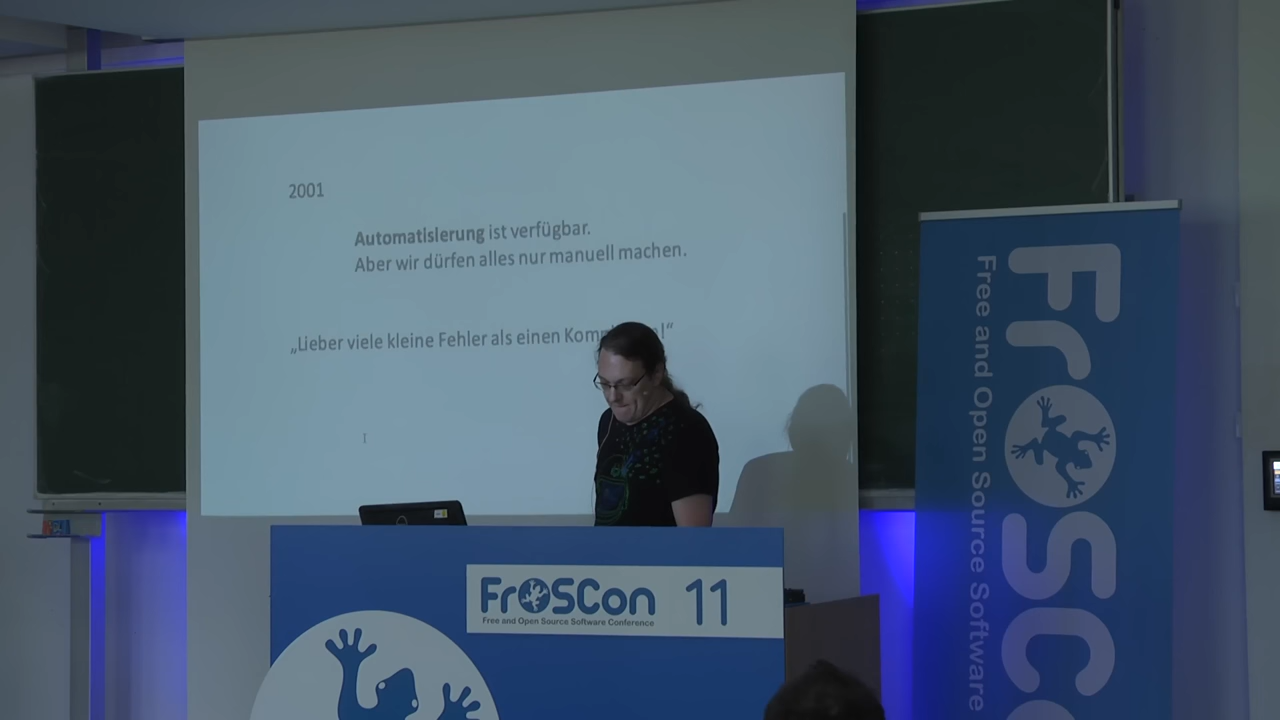 2001
Automatisierung ist verfügbar.
Aber wir dürfen alles nur manuell machen.
„Lieber viele kleine Fehler als einen
FrOSCon 11
Free and Open Source Software Conference
FrOSCo
Free and Open Source Software